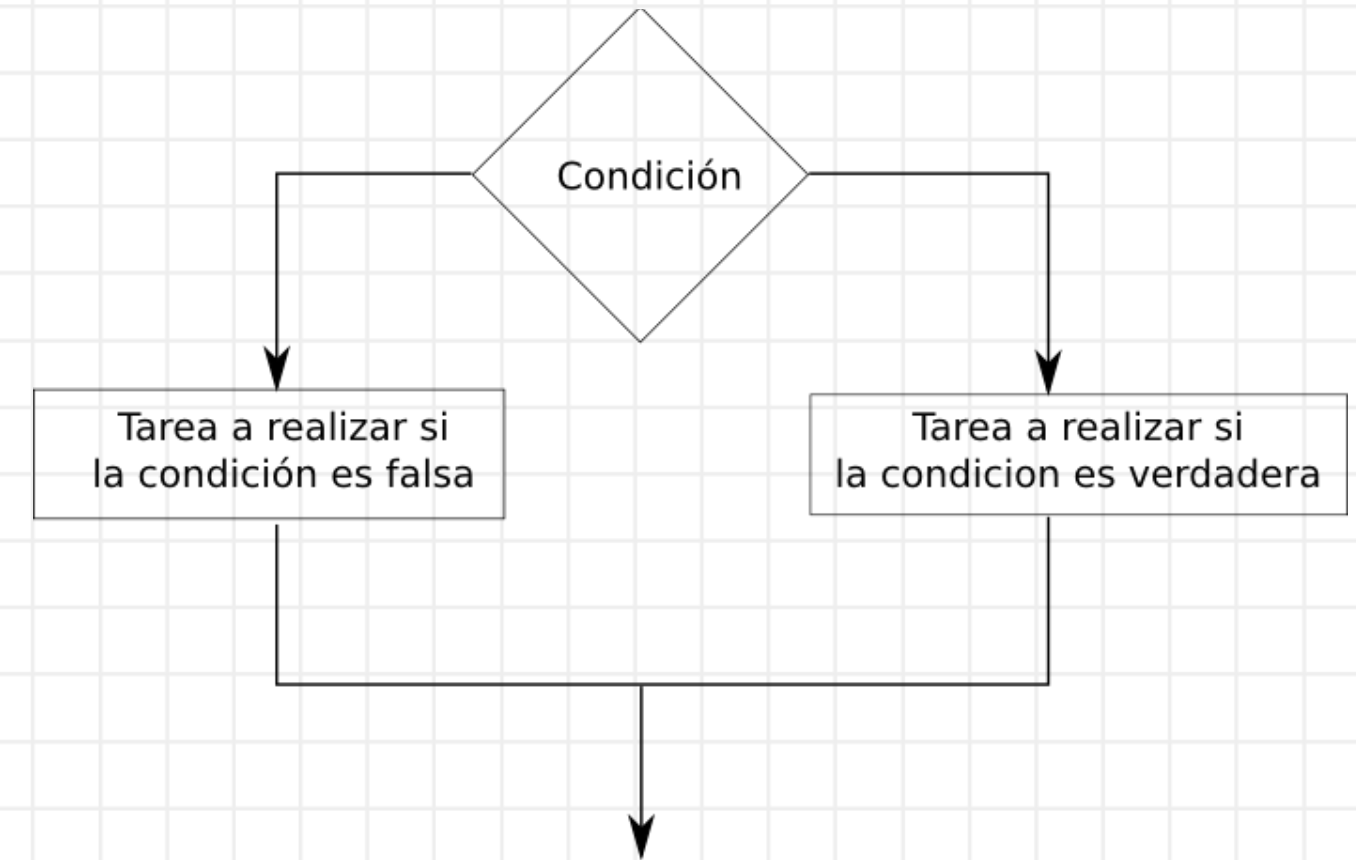 Condición
Tarea a realizar si
la condición es falsa
Tarea a realizar si
la condicion es verdadera